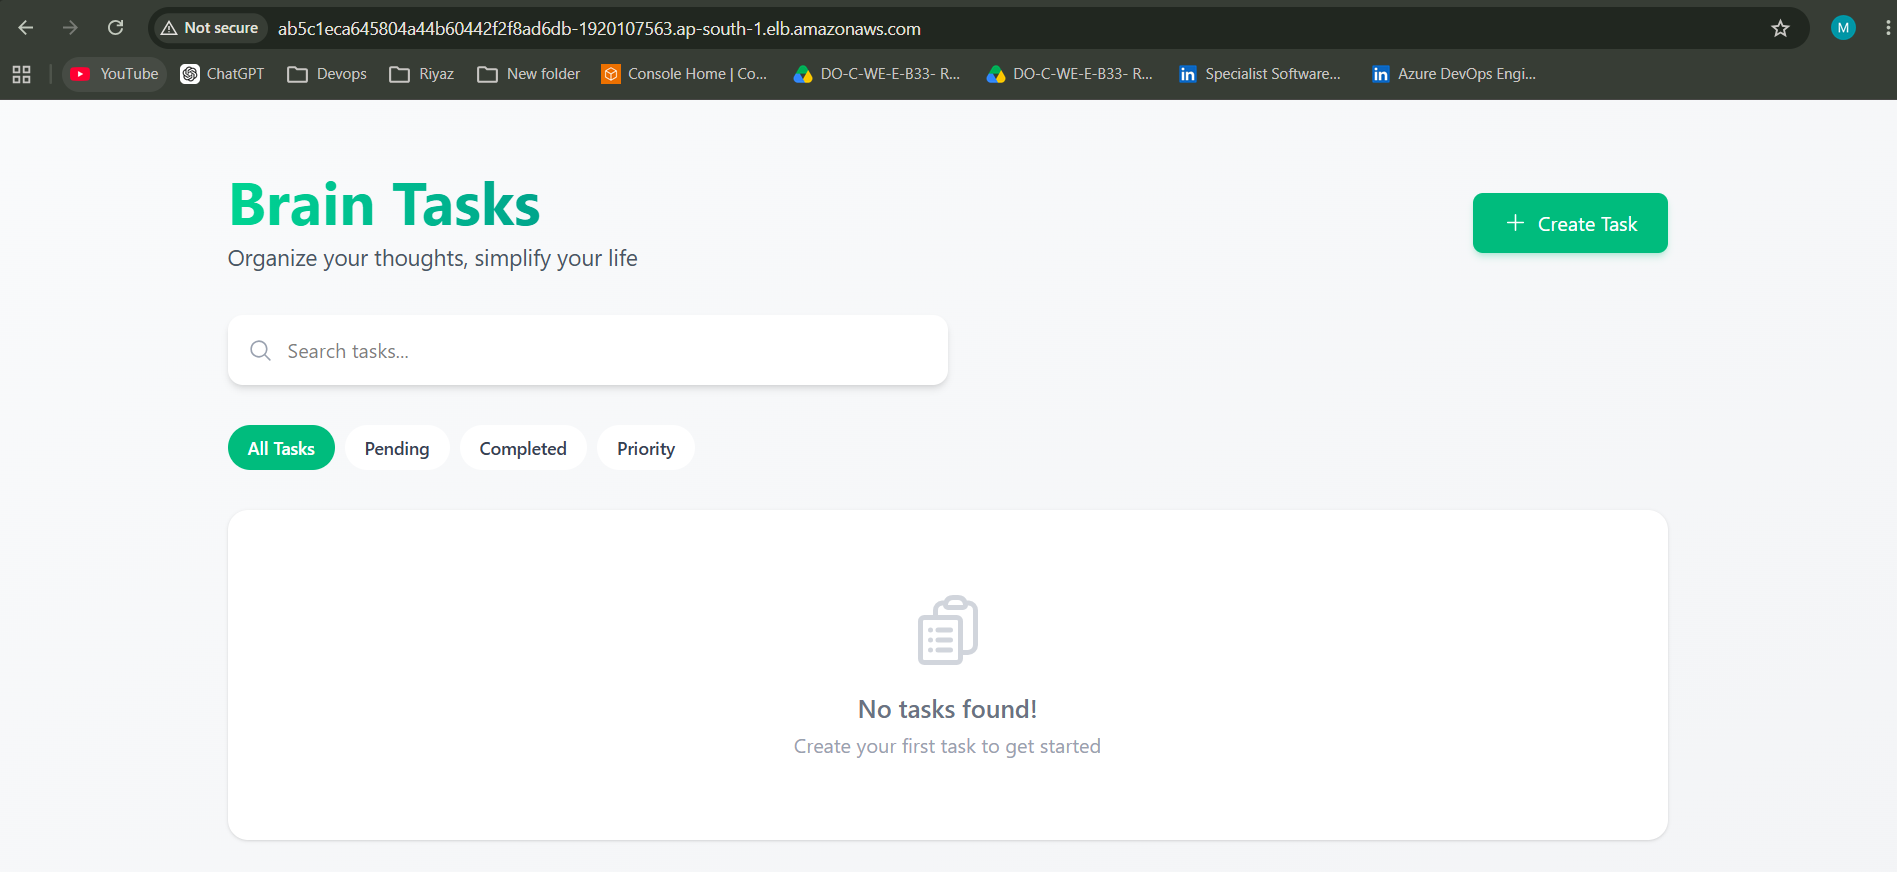 Not secure ab5c1eca645804a44b60442f2f8ad6db-1920107563.ap-south-1.elb.amazonaws.com M
YouTube ChatGPT Devops Riyaz New folder Console Home | Co... DO-C-WE-E-B33- R... DO-C-WE-E-B33- R... Specialist Software... Azure DevOps Engi...
Brain Tasks
Organize your thoughts, simplify your life
Create Task
Search tasks...
All Tasks Pending Completed Priority
No tasks found!
Create your first task to get started